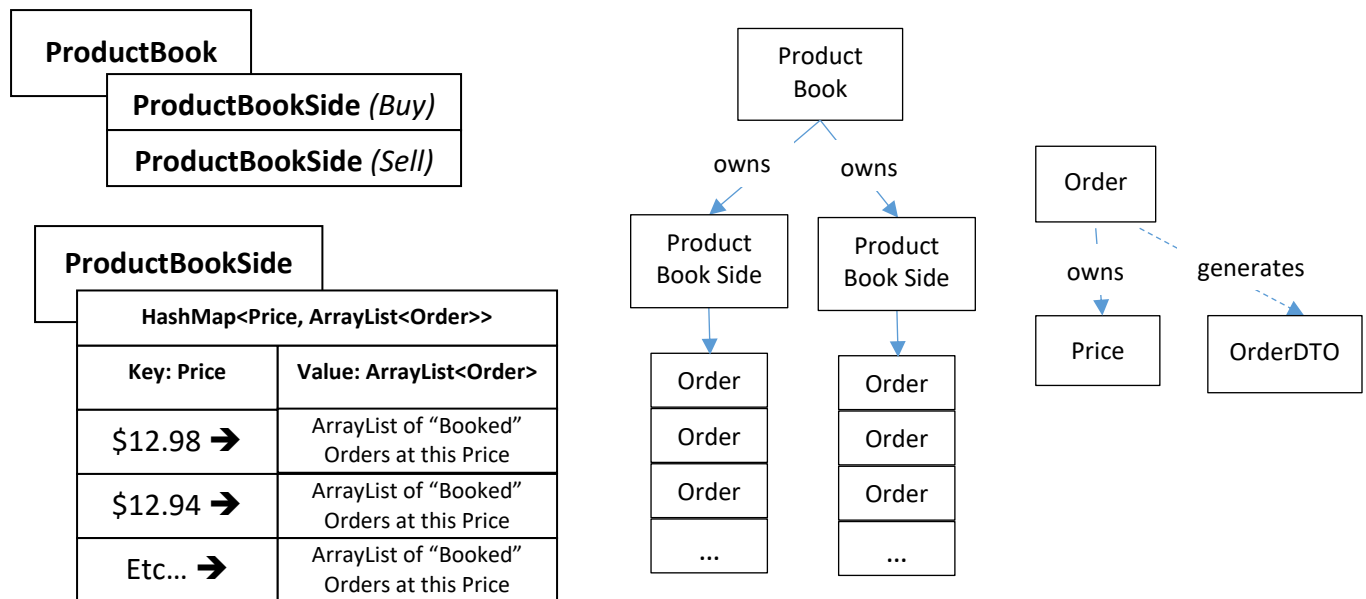 ProductBook
ProductBookSide (Buy)
ProductBookSide (Sell)
ProductBookSide
HashMap<Price, ArrayList<Order>>
Key: Price
Value: ArrayList<Order>
$12.98 ➔
ArrayList of “Booked”
Orders at this Price
$12.94 ➔
ArrayList of “Booked”
Orders at this Price
Etc... ➔
ArrayList of “Booked”
Orders at this Price
Product
Book
owns
owns
Product
Book Side
Product
Book Side
Order
Order
Order
...
Order
Order
Order
...
Order
owns
generates
Price
OrderDTO